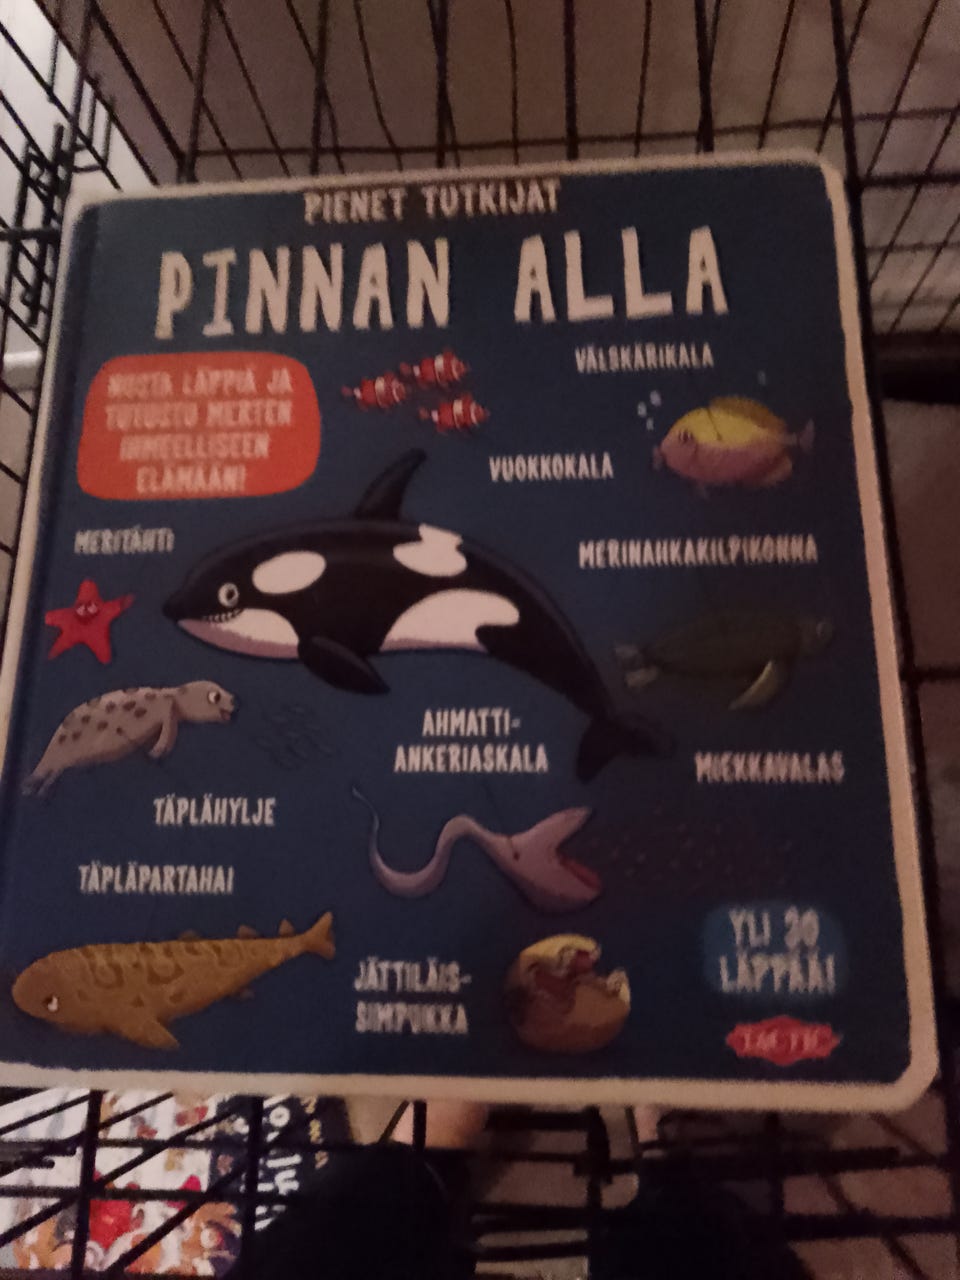 PIENET TUTKIJAT
PINNAN ALLA
NOSTA LÄPPIÄ JA
TUTUSTU MERTEN
IHMEELLISEEN
ELÄMÄÄN!
VÄLSKÄRIKALA
VUOKKOKALA
MERITÄHTI
MERINAHKAKILPIKONNA
AHMATTI-
ANKERIASKALA
MIEKKAVALAS
TÄPLÄHYLJE
TÄPLÄPARTAHAI
JÄTTILÄIS-
SIMPUKKA
YLI 30
LÄPPÄÄ!
TACTIC